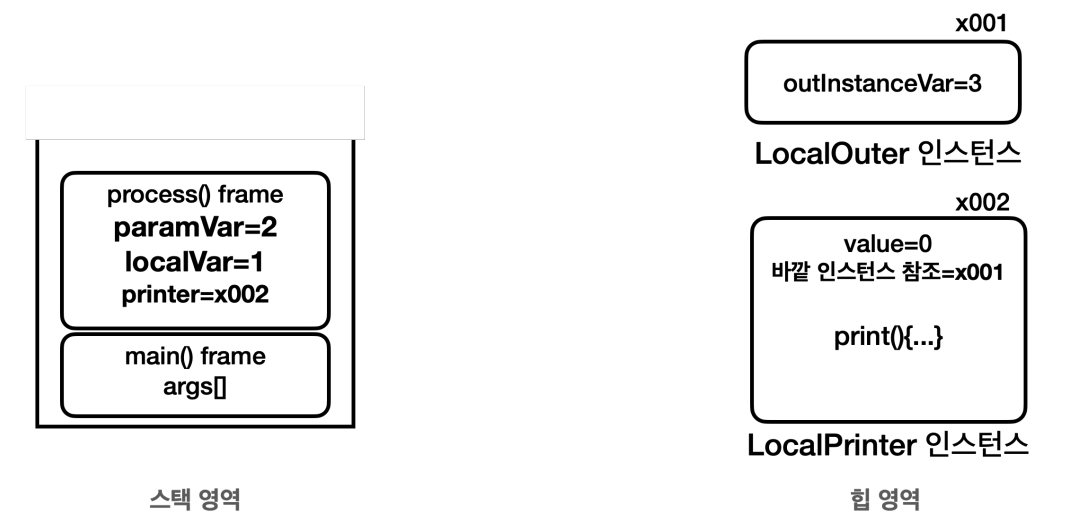 process() frame
paramVar=2
localVar=1
printer=x002
main() frame
args[]
스택 영역
x001
outInstanceVar=3
LocalOuter 인스턴스
x002
value=0
바깥 인스턴스 참조=x001
print(){...}
LocalPrinter 인스턴스
힙 영역